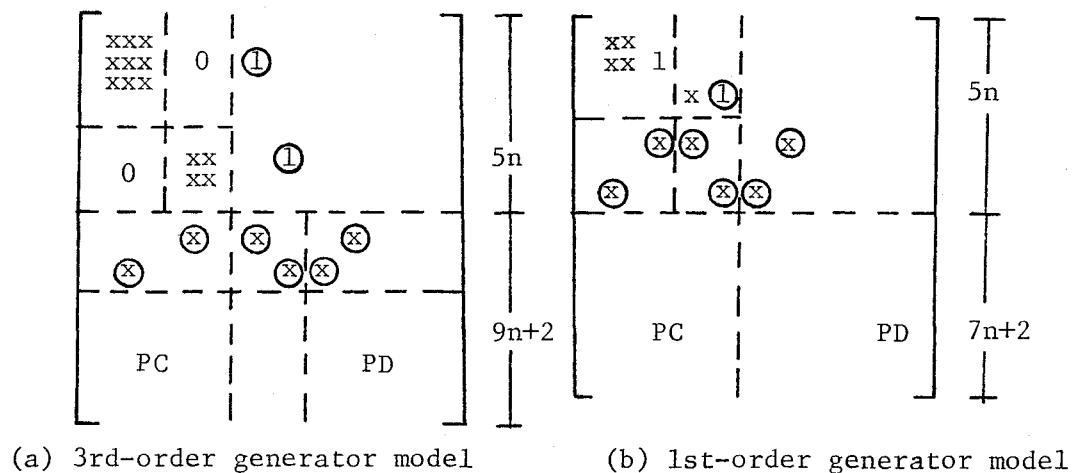 xxx
xxx
xxx
0
1
0
xx
xx
1
x x x
x x x
PC PD
5n
9n+2
xx
xx 1
x 1
x x x
x x x
PC PD
5n
7n+2
(a) 3rd-order generator model
(b) 1st-order generator model